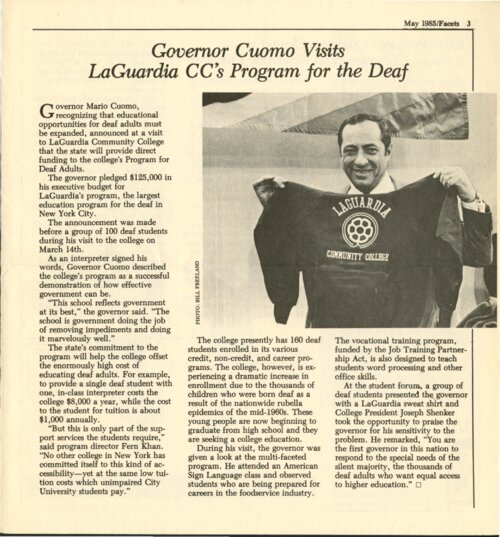 May 1985/Facets 3
Governor Cuomo Visits
LaGuardia CC's Program for the Deaf
Governor Mario Cuomo,
recognizing that educational
opportunities for deaf adults must
be expanded, announced at a visit
to LaGuardia Community College
that the state will provide direct
funding to the college's Program for
Deaf Adults.
The governor pledged $125,000 in
his executive budget for
LaGuardia's program, the largest
education program for the deaf in
New York City.
The announcement was made
before a group of 100 deaf students
during his visit to the college on
March 14th.
As an interpreter signed his
words, Governor Cuomo described
the college's program as a successful
demonstration of how effective
government can be.
"This school reflects government
at its best," the governor said. "The
school is government doing the job
of removing impediments and doing
it marvelously well."
The state's commitment to the
program will help the college offset
the enormously high cost of
educating deaf adults. For example,
to provide a single deaf student with
one, in-class interpreter costs the
college $8,000 a year, while the cost
to the student for tuition is about
$1,000 annually.
"But this is only part of the sup-
port services the students require,"
said program director Fern Khan.
"No other college in New York has
committed itself to this kind of ac-
cessibility—yet at the same low tui-
tion costs which unimpaired City
University students pay."
PHOTO: BILL FREELAND
LAGUARDIA
COMMUNITY COLLEGE
The college presently has 160 deaf
students enrolled in its various
credit, non-credit, and career pro-
grams. The college, however, is ex-
periencing a dramatic increase in
enrollment due to the thousands of
children who were born deaf as a
result of the nationwide rubella
epidemics of the mid-1960s. These
young people are now beginning to
graduate from high school and they
are seeking a college education.
During his visit, the governor was
given a look at the multi-faceted
program. He attended an American
Sign Language class and observed
students who are being prepared for
careers in the foodservice industry.
The vocational training program,
funded by the Job Training Partner-
ship Act, is also designed to teach
students word processing and other
office skills.
At the student forum, a group of
deaf students presented the governor
with a LaGuardia sweat shirt and
College President Joseph Shenker
took the opportunity to praise the
governor for his sensitivity to the
problem. He remarked, "You are
the first governor in this nation to
respond to the special needs of the
silent majority, the thousands of
deaf adults who want equal access
to higher education." □